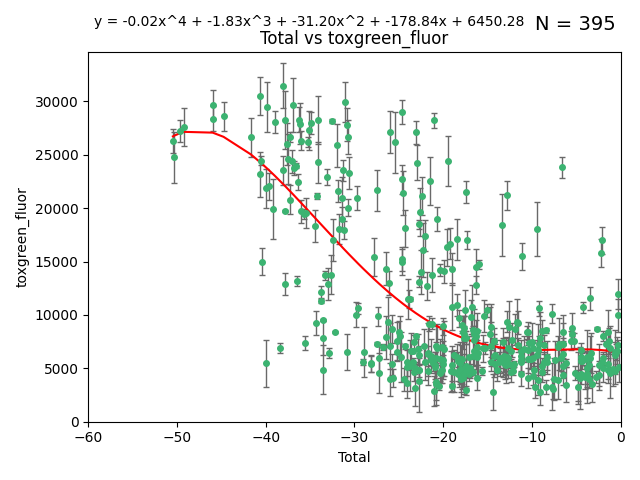 y = -0.02x^4 + -1.83x^3 + -31.20x^2 + -178.84x + 6450.28 N = 395
Total vs toxgreen_fluor
30000
25000
20000
15000
10000
5000
0
toxgreen_fluor
−60 −50 −40 −30 −20 −10 0
Total